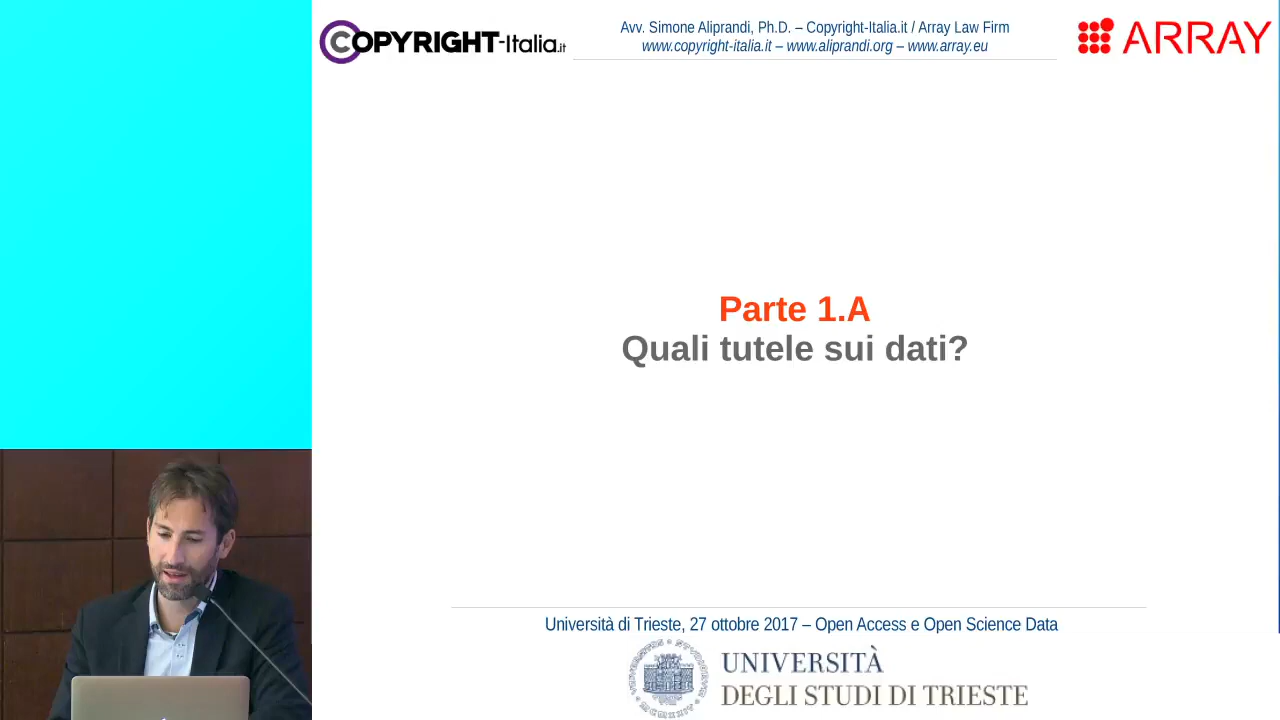 COPYRIGHT-Italia.it
Avv. Simone Aliprandi, Ph.D. – Copyright-Italia.it / Array Law Firm
www.copyright-italia.it – www.aliprandi.org – www.array.eu
ARRAY
Parte 1.A
Quali tutele sui dati?
Università di Trieste, 27 ottobre 2017 – Open Access e Open Science Data
UNIVERSITÀ
DEGLI STUDI DI TRIESTE